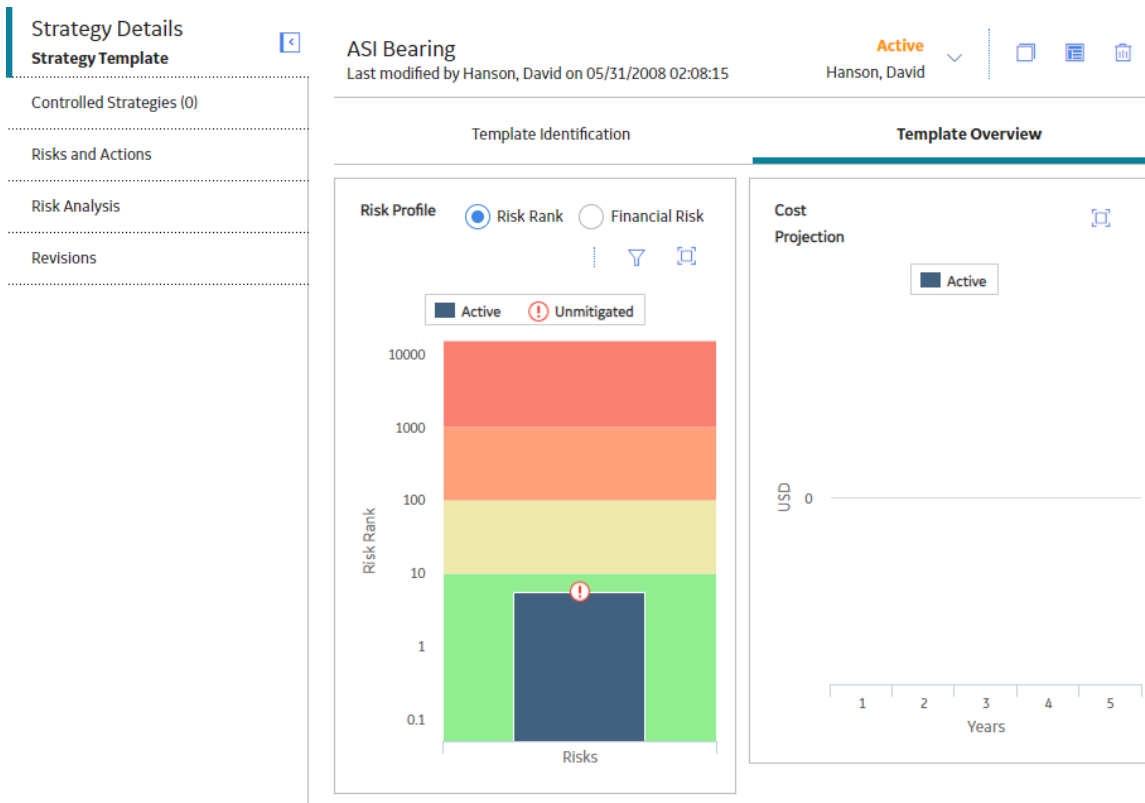 Strategy Details
Strategy Template
Controlled Strategies (0)
Risks and Actions
Risk Analysis
Revisions
ASI Bearing
Last modified by Hanson, David on 05/31/2008 02:08:15
Active
Hanson, David
Template Identification
Template Overview
Risk Profile
Risk Rank
Financial Risk
Active
Unmitigated
10000
1000
100
10
1
0.1
Risk Rank
Risks
Cost
Projection
Active
USD
0
1 2 3 4 5
Years